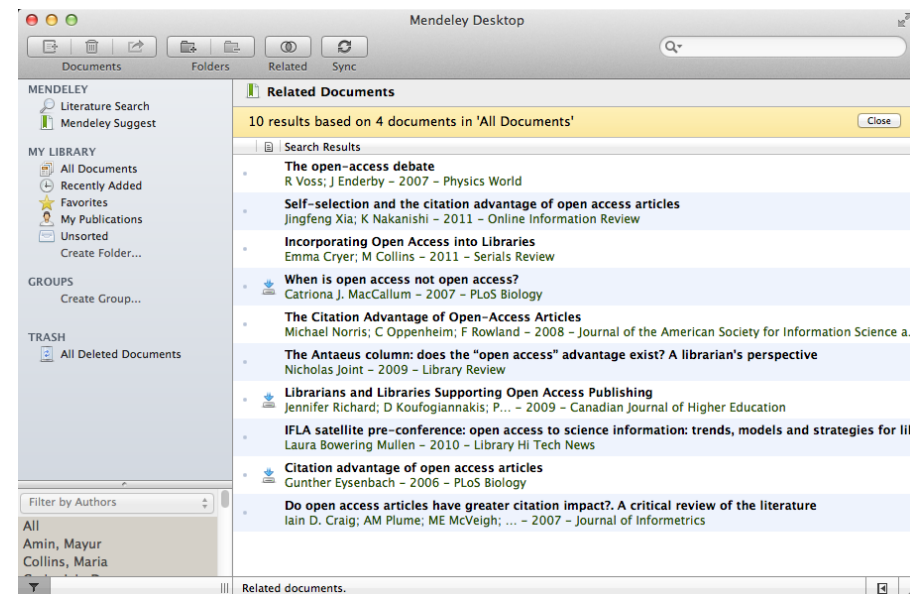 Mendeley Desktop
Documents
Folders
Related
Sync
MENDELEY
Literature Search
Mendeley Suggest
MY LIBRARY
All Documents
Recently Added
Favorites
My Publications
Unsorted
Create Folder...
GROUPS
Create Group...
TRASH
All Deleted Documents
Filter by Authors
All
Amin, Mayur
Collins, Maria
Related Documents
10 results based on 4 documents in 'All Documents'
Close
Search Results
The open-access debate
R Voss; J Enderby – 2007 – Physics World
Self-selection and the citation advantage of open access articles
Jingfeng Xia; K Nakanishi – 2011 – Online Information Review
Incorporating Open Access into Libraries
Emma Cryer; M Collins – 2011 – Serials Review
When is open access not open access?
Catriona J. MacCallum – 2007 – PLoS Biology
The Citation Advantage of Open-Access Articles
Michael Norris; C Oppenheim; F Rowland – 2008 – Journal of the American Society for Information Science a.
The Antaeus column: does the “open access” advantage exist? A librarian's perspective
Nicholas Joint – 2009 – Library Review
Librarians and Libraries Supporting Open Access Publishing
Jennifer Richard; D Koufogiannakis; P... – 2009 – Canadian Journal of Higher Education
IFLA satellite pre-conference: open access to science information: trends, models and strategies for li
Laura Bowering Mullen – 2010 – Library Hi Tech News
Citation advantage of open access articles
Gunther Eysenbach – 2006 – PLoS Biology
Do open access articles have greater citation impact?. A critical review of the literature
Iain D. Craig; AM Plume; ME McVeigh; ... – 2007 – Journal of Informetrics
Related documents.